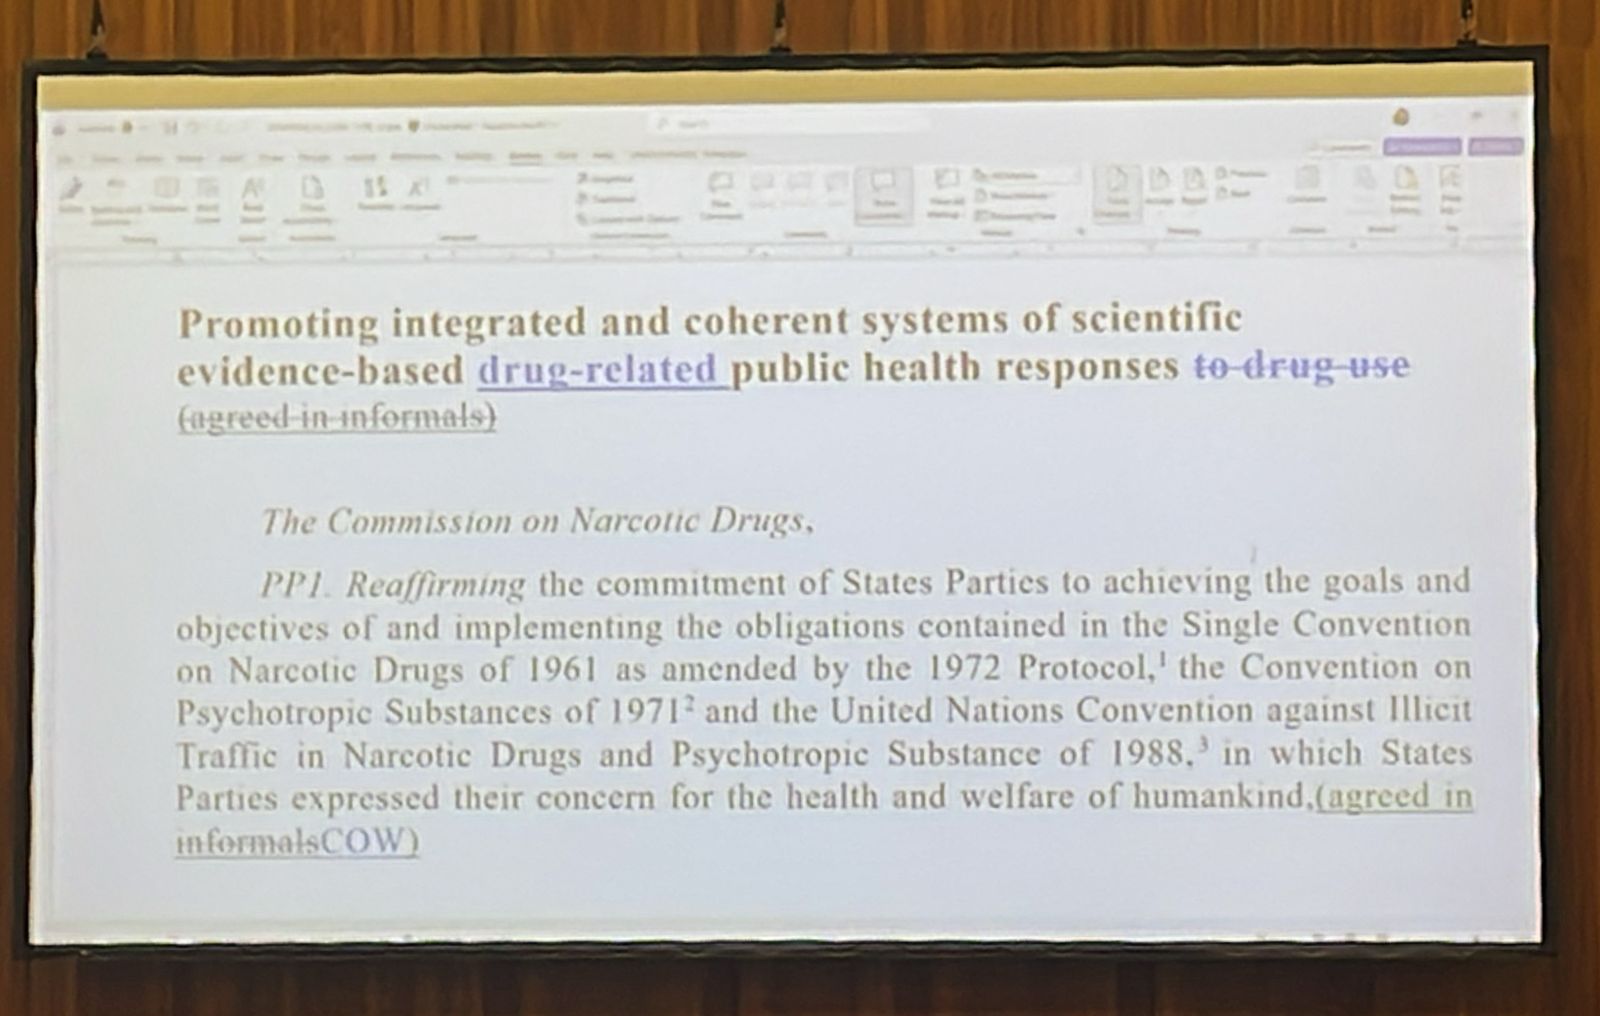 Promoting integrated and coherent systems of scientific
evidence-based drug-related public health responses to drug use
(agreed in informals)
The Commission on Narcotic Drugs,
PP1. Reaffirming the commitment of States Parties to achieving the goals and
objectives of and implementing the obligations contained in the Single Convention
on Narcotic Drugs of 1961 as amended by the 1972 Protocol,¹ the Convention on
Psychotropic Substances of 1971² and the United Nations Convention against Illicit
Traffic in Narcotic Drugs and Psychotropic Substance of 1988,³ in which States
Parties expressed their concern for the health and welfare of humankind,(agreed in
informalsCOW)